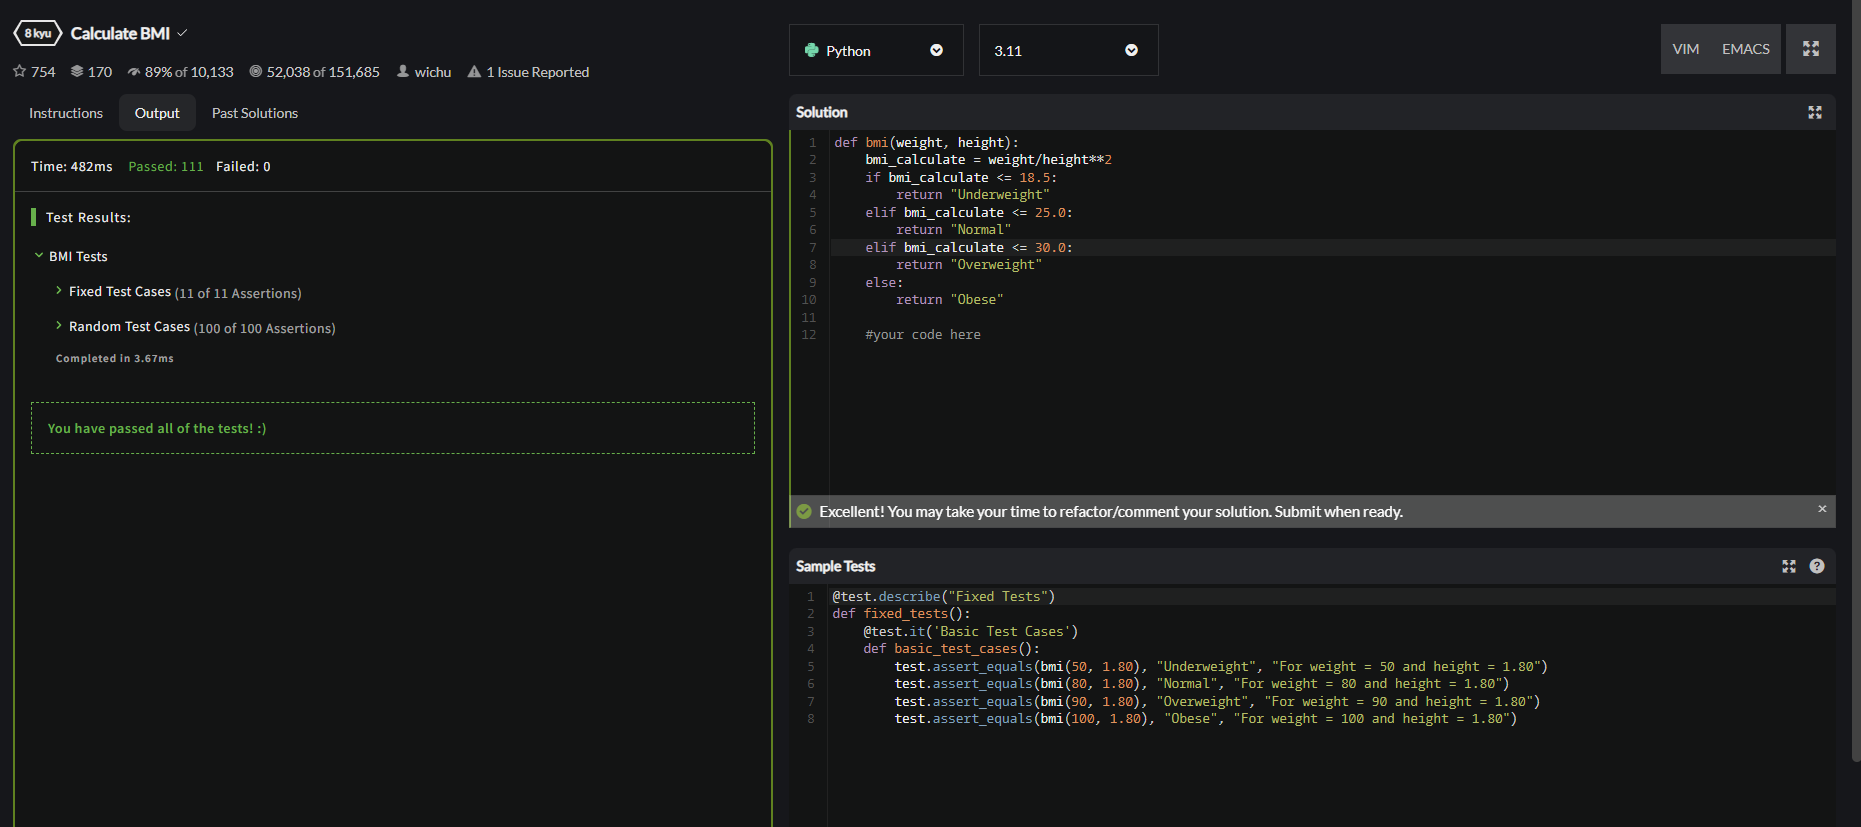 8 kyu Calculate BMI
754 170 89% of 10,133 52,038 of 151,685 wichu 1 Issue Reported
Python 3.11 VIM EMACS
Instructions Output Past Solutions
Time: 482ms Passed: 111 Failed: 0
Test Results:
BMI Tests
Fixed Test Cases (11 of 11 Assertions)
Random Test Cases (100 of 100 Assertions)
Completed in 3.67ms
You have passed all of the tests! :)
Solution
1 def bmi(weight, height):
2     bmi_calculate = weight/height**2
3     if bmi_calculate <= 18.5:
4         return "Underweight"
5     elif bmi_calculate <= 25.0:
6         return "Normal"
7     elif bmi_calculate <= 30.0:
8         return "Overweight"
9     else:
10         return "Obese"
11
12     #your code here
Excellent! You may take your time to refactor/comment your solution. Submit when ready. ×
Sample Tests ?
1 @test.describe("Fixed Tests")
2 def fixed_tests():
3     @test.it('Basic Test Cases')
4     def basic_test_cases():
5         test.assert_equals(bmi(50, 1.80), "Underweight", "For weight = 50 and height = 1.80")
6         test.assert_equals(bmi(80, 1.80), "Normal", "For weight = 80 and height = 1.80")
7         test.assert_equals(bmi(90, 1.80), "Overweight", "For weight = 90 and height = 1.80")
8         test.assert_equals(bmi(100, 1.80), "Obese", "For weight = 100 and height = 1.80")